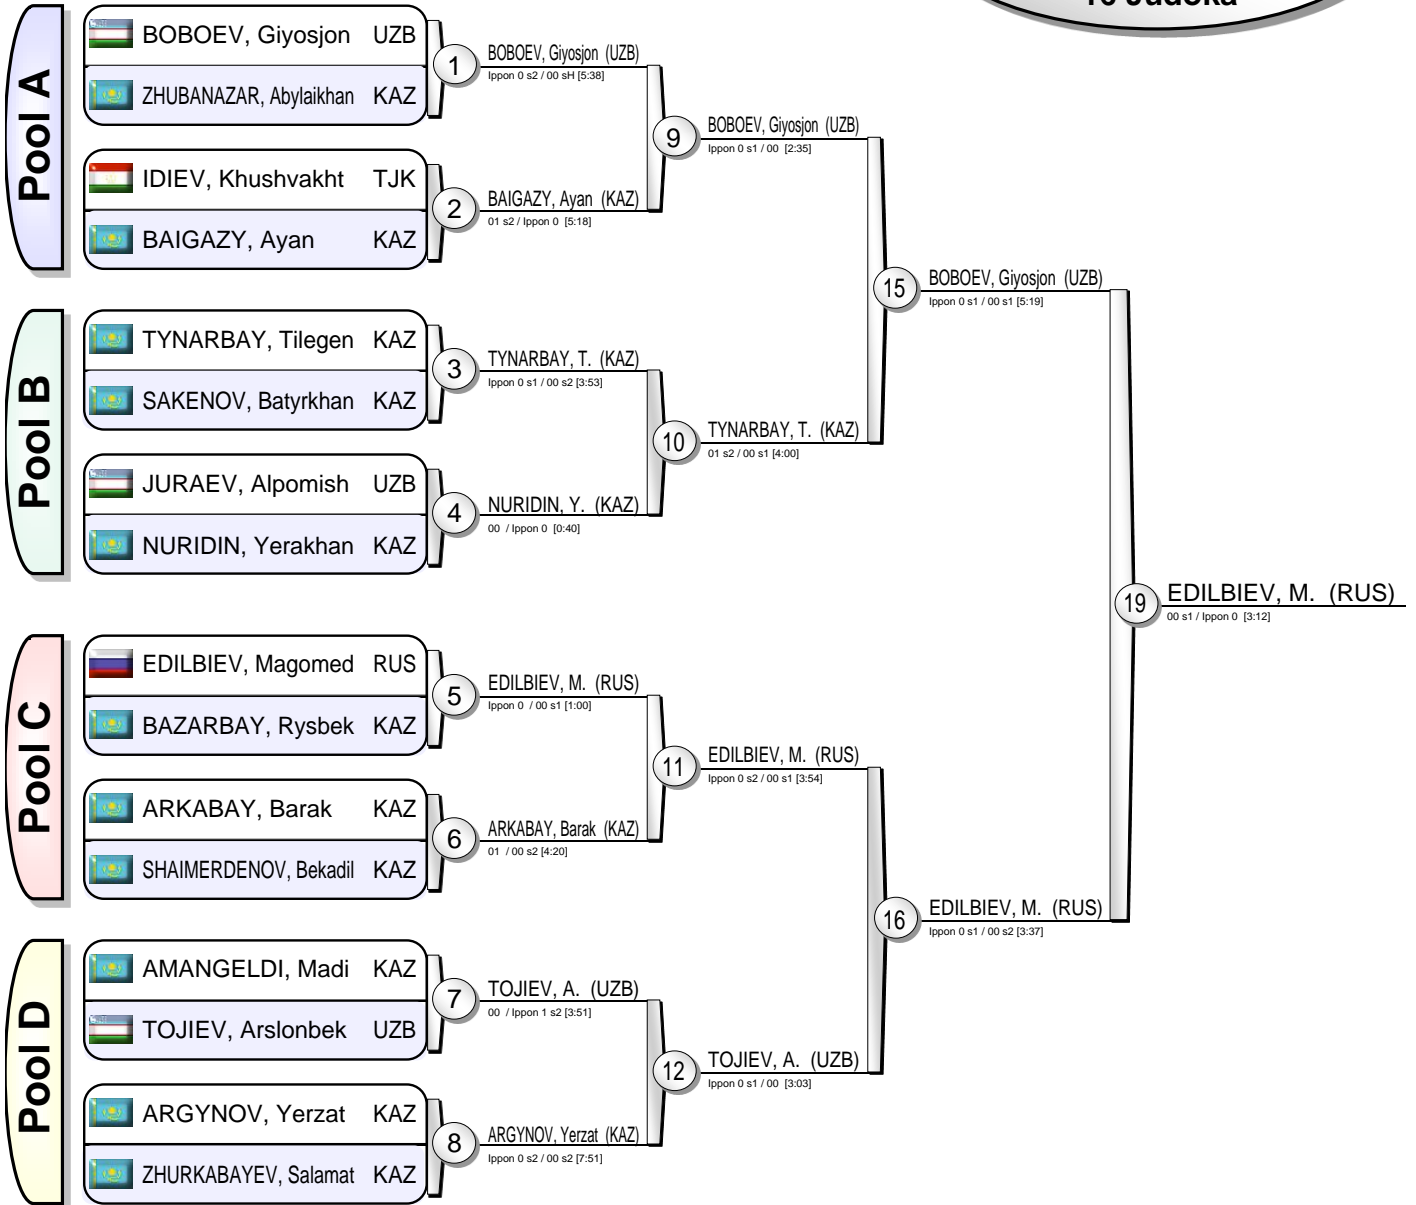 16 Judoka
Pool A
BOBOEV, Giyosjon UZB
ZHUBANAZAR, Abylaikhan KAZ
1
BOBOEV, Giyosjon (UZB)
Ippon 0 s2 / 00 sH [5:38]
IDIEV, Khushvakht TJK
BAIGAZY, Ayan KAZ
2
BAIGAZY, Ayan (KAZ)
01 s2 / Ippon 0 [5:18]
9
BOBOEV, Giyosjon (UZB)
Ippon 0 s1 / 00 [2:35]
Pool B
TYNARBAY, Tilegen KAZ
SAKENOV, Batyrkhan KAZ
3
TYNARBAY, T. (KAZ)
Ippon 0 s1 / 00 s2 [3:53]
JURAEV, Alpomish UZB
NURIDIN, Yerakhan KAZ
4
NURIDIN, Y. (KAZ)
00 / Ippon 0 [0:40]
10
TYNARBAY, T. (KAZ)
01 s2 / 00 s1 [4:00]
15
BOBOEV, Giyosjon (UZB)
Ippon 0 s1 / 00 s1 [5:19]
Pool C
EDILBIEV, Magomed RUS
BAZARBAY, Rysbek KAZ
5
EDILBIEV, M. (RUS)
Ippon 0 / 00 s1 [1:00]
ARKABAY, Barak KAZ
SHAIMERDENOV, Bekadil KAZ
6
ARKABAY, Barak (KAZ)
01 / 00 s2 [4:20]
11
EDILBIEV, M. (RUS)
Ippon 0 s2 / 00 s1 [3:54]
Pool D
AMANGELDI, Madi KAZ
TOJIEV, Arslonbek UZB
7
TOJIEV, A. (UZB)
00 / Ippon 1 s2 [3:51]
ARGYNOV, Yerzat KAZ
ZHURKABAYEV, Salamat KAZ
8
ARGYNOV, Yerzat (KAZ)
Ippon 0 s2 / 00 s2 [7:51]
12
TOJIEV, A. (UZB)
Ippon 0 s1 / 00 [3:03]
16
EDILBIEV, M. (RUS)
Ippon 0 s1 / 00 s2 [3:37]
19
EDILBIEV, M. (RUS)
00 s1 / Ippon 0 [3:12]